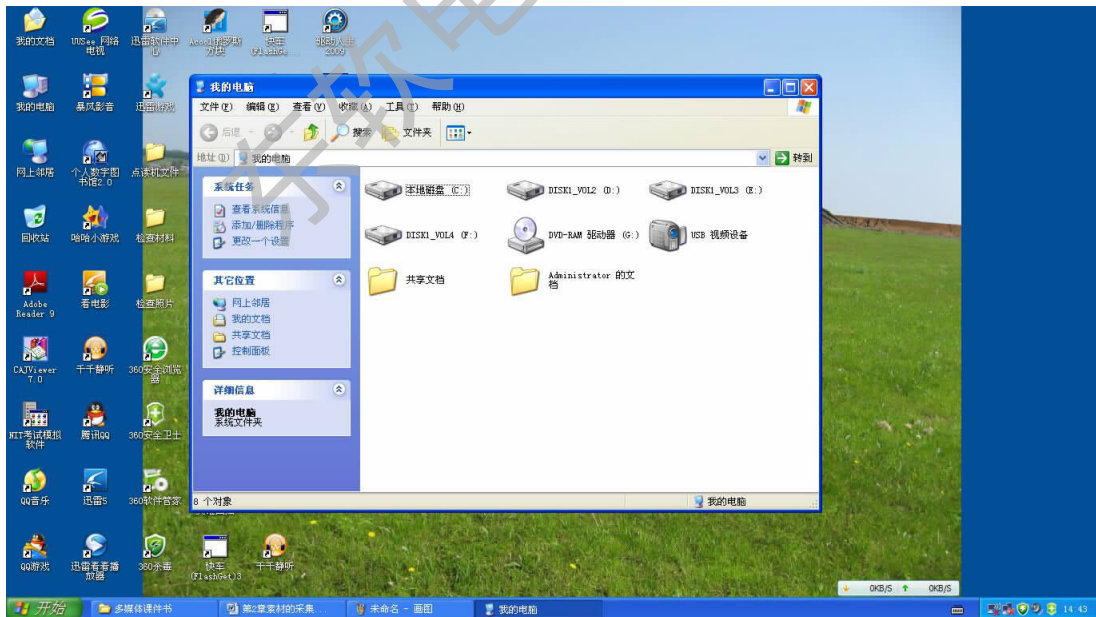 我的文档
UUSee 网络电视
迅雷软件中心
快车
(FlashGe...
驱动人生
2009
我的电脑
暴风影音
迅雷游戏
网上邻居
个人数字图书馆2.0
点读机文件
回收站
哈哈小游戏
检查材料
Adobe
Reader 9
看电影
检查照片
CAJViewer
7.0
千千静听
360安全浏览器
NIT考试模拟软件
腾讯QQ
360安全卫士
QQ音乐
迅雷5
360软件管家
QQ游戏
迅雷看看播放器
360杀毒
快车
(FlashGet)3
千千静听
我的电脑
文件(F) 编辑(E) 查看(V) 收藏(A) 工具(T) 帮助(H)
后退 搜索 文件夹
地址(D) 我的电脑 转到
系统任务
查看系统信息
添加/删除程序
更改一个设置
其它位置
网上邻居
我的文档
共享文档
控制面板
详细信息
我的电脑
系统文件夹
本地磁盘 (C:)
DISK1_VOL2 (D:)
DISK1_VOL3 (E:)
DISK1_VOL4 (F:)
DVD-RAM 驱动器 (G:)
USB 视频设备
共享文档
Administrator 的文档
8 个对象
我的电脑
0KB/S 0KB/S
开始 多媒体课件书 第2章素材的采集... 未命名 - 画图 我的电脑 14:43